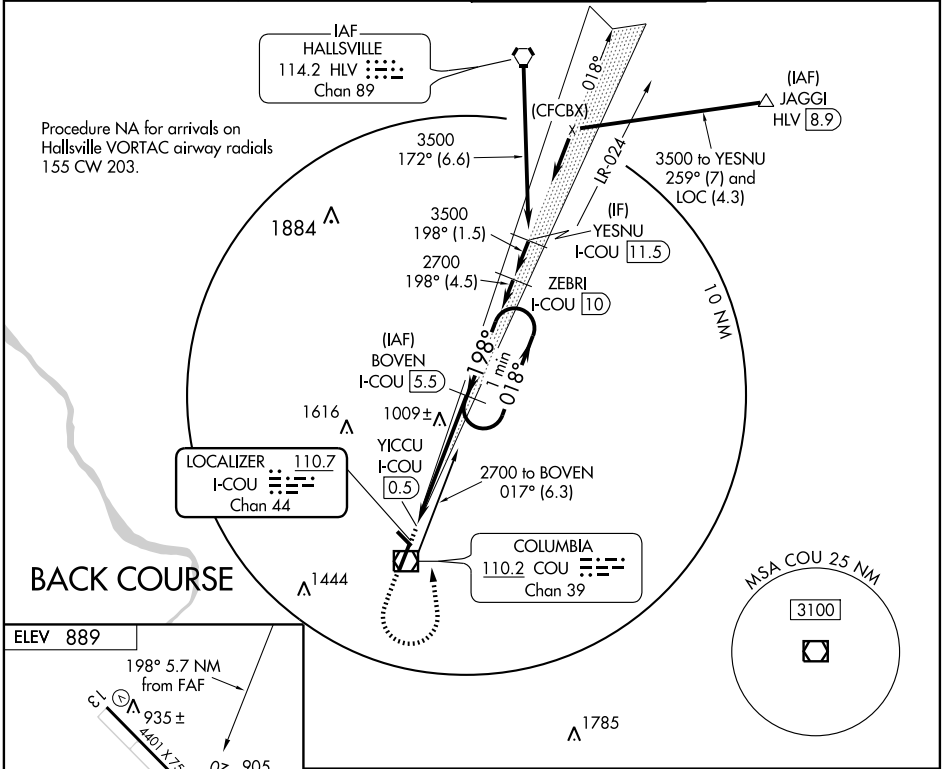 IAF
HALLSVILLE
114.2 HLV
Chan 89
Procedure NA for arrivals on
Hallsville VORTAC airway radials
155 CW 203.
018°
(CFCBX)
X
(IAF)
JAGGI
HLV 8.9
3500
172° (6.6)
LR-024
3500 to YESNU
259° (7) and
LOC (4.3)
1884
3500
198° (1.5)
(IF)
YESNU
I-COU 11.5
2700
198° (4.5)
ZEBRI
I-COU 10
10 NM
198°
1 min
018°
(IAF)
BOVEN
I-COU 5.5
1616
1009±
YICCU
I-COU
0.5
LOCALIZER 110.7
I-COU
Chan 44
2700 to BOVEN
017° (6.3)
COLUMBIA
110.2 COU
Chan 39
BACK COURSE
1444
MSA COU 25 NM
3100
ELEV 889
198° 5.7 NM
from FAF
13
V
935±
4401 X 75
905
1785